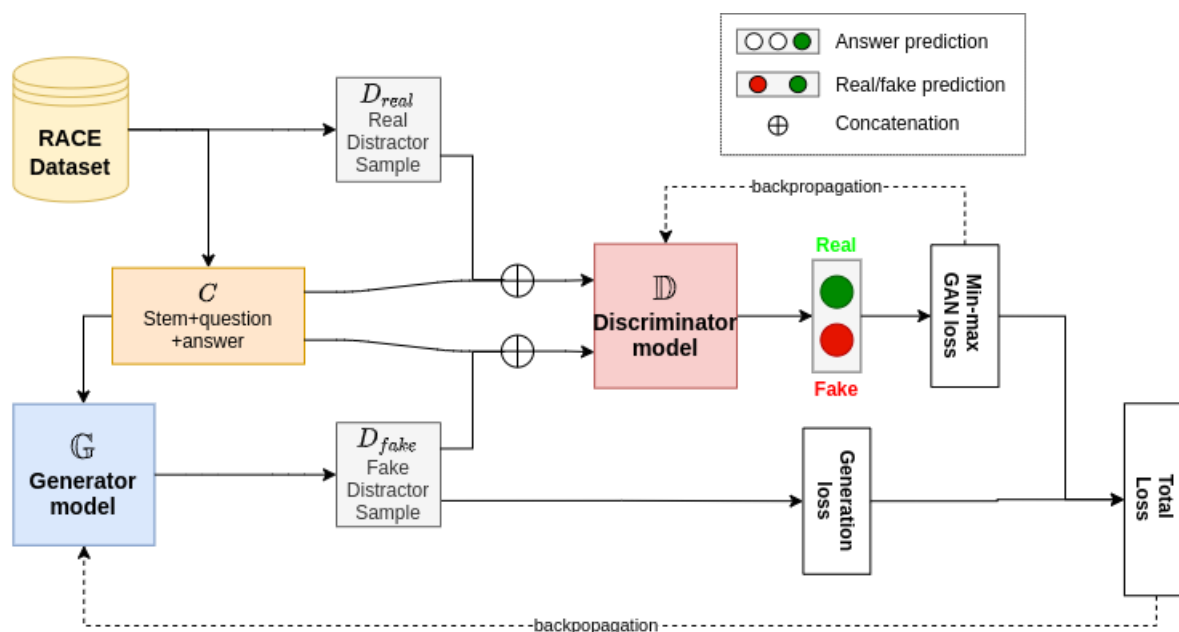 Answer prediction
Real/fake prediction
Concatenation
RACE
Dataset
D_real
Real
Distractor
Sample
backpropagation
C
Stem+question
+answer
𝔻
Discriminator
model
Real
Fake
Min-max
GAN loss
𝔾
Generator
model
D_fake
Fake
Distractor
Sample
Generation
loss
Total
Loss
backpopagation